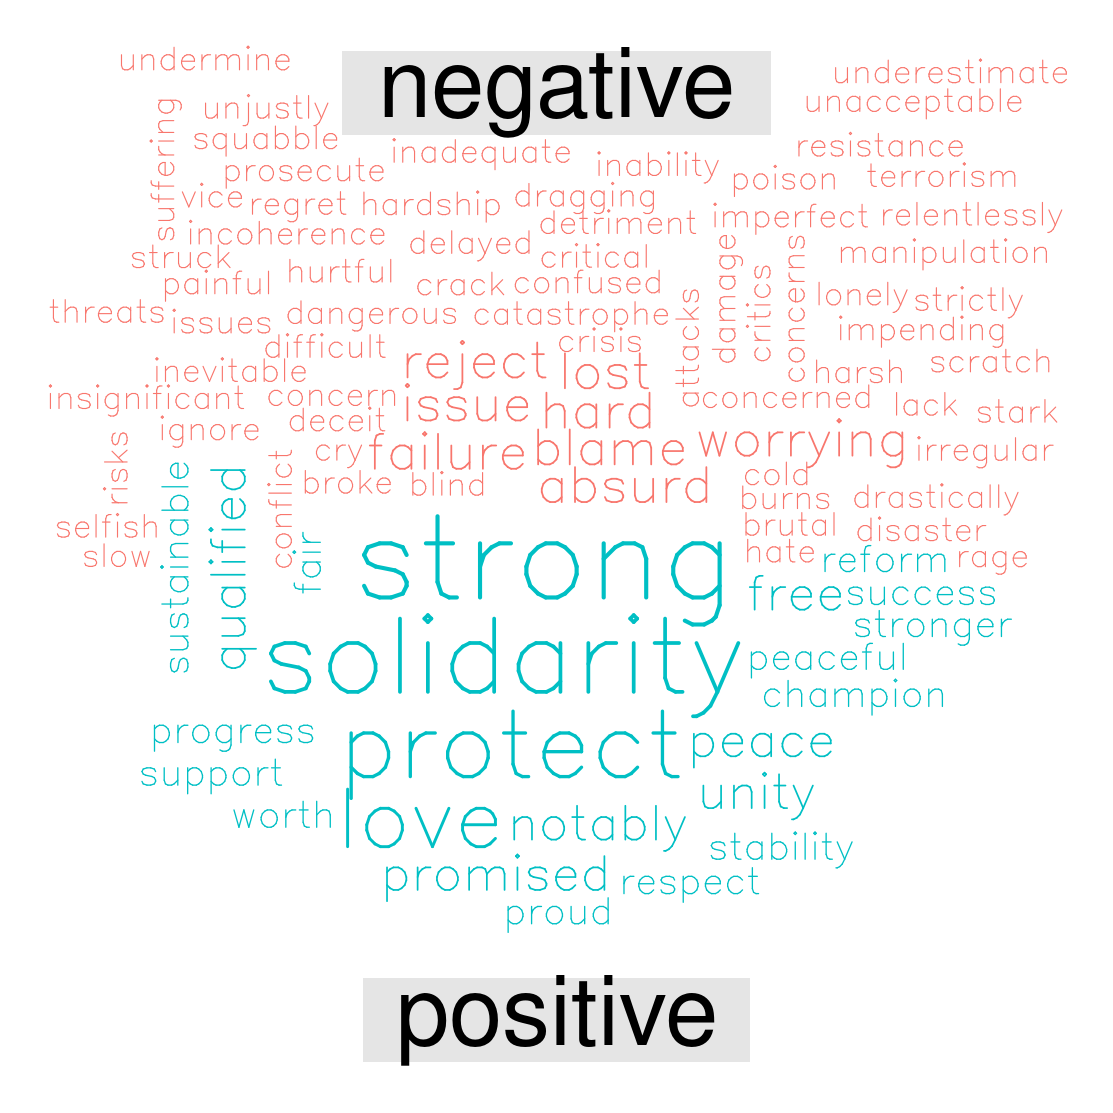 negative
undermine
underestimate
unacceptable
unjustly
suffering
squabble
inadequate
resistance
prosecute
inability
poison
terrorism
vice
regret
hardship
dragging
detriment
imperfect
relentlessly
incoherence
delayed
struck
critical
damage
critics
concerns
manipulation
painful
hurtful
crack
confused
attacks
lonely
strictly
threats
issues
dangerous
catastrophe
impending
difficult
crisis
reject
lost
scratch
inevitable
harsh
insignificant
concern
issue
hard
concerned
lack
stark
ignore
deceit
cry
failure
blame
worrying
irregular
risks
conflict
broke
blind
absurd
cold
burns
drastically
selfish
brutal
disaster
slow
hate
rage
sustainable
qualified
fair
strong
reform
free
success
stronger
solidarity
peaceful
champion
progress
protect
peace
support
unity
worth
love
notably
stability
promised
respect
proud
positive